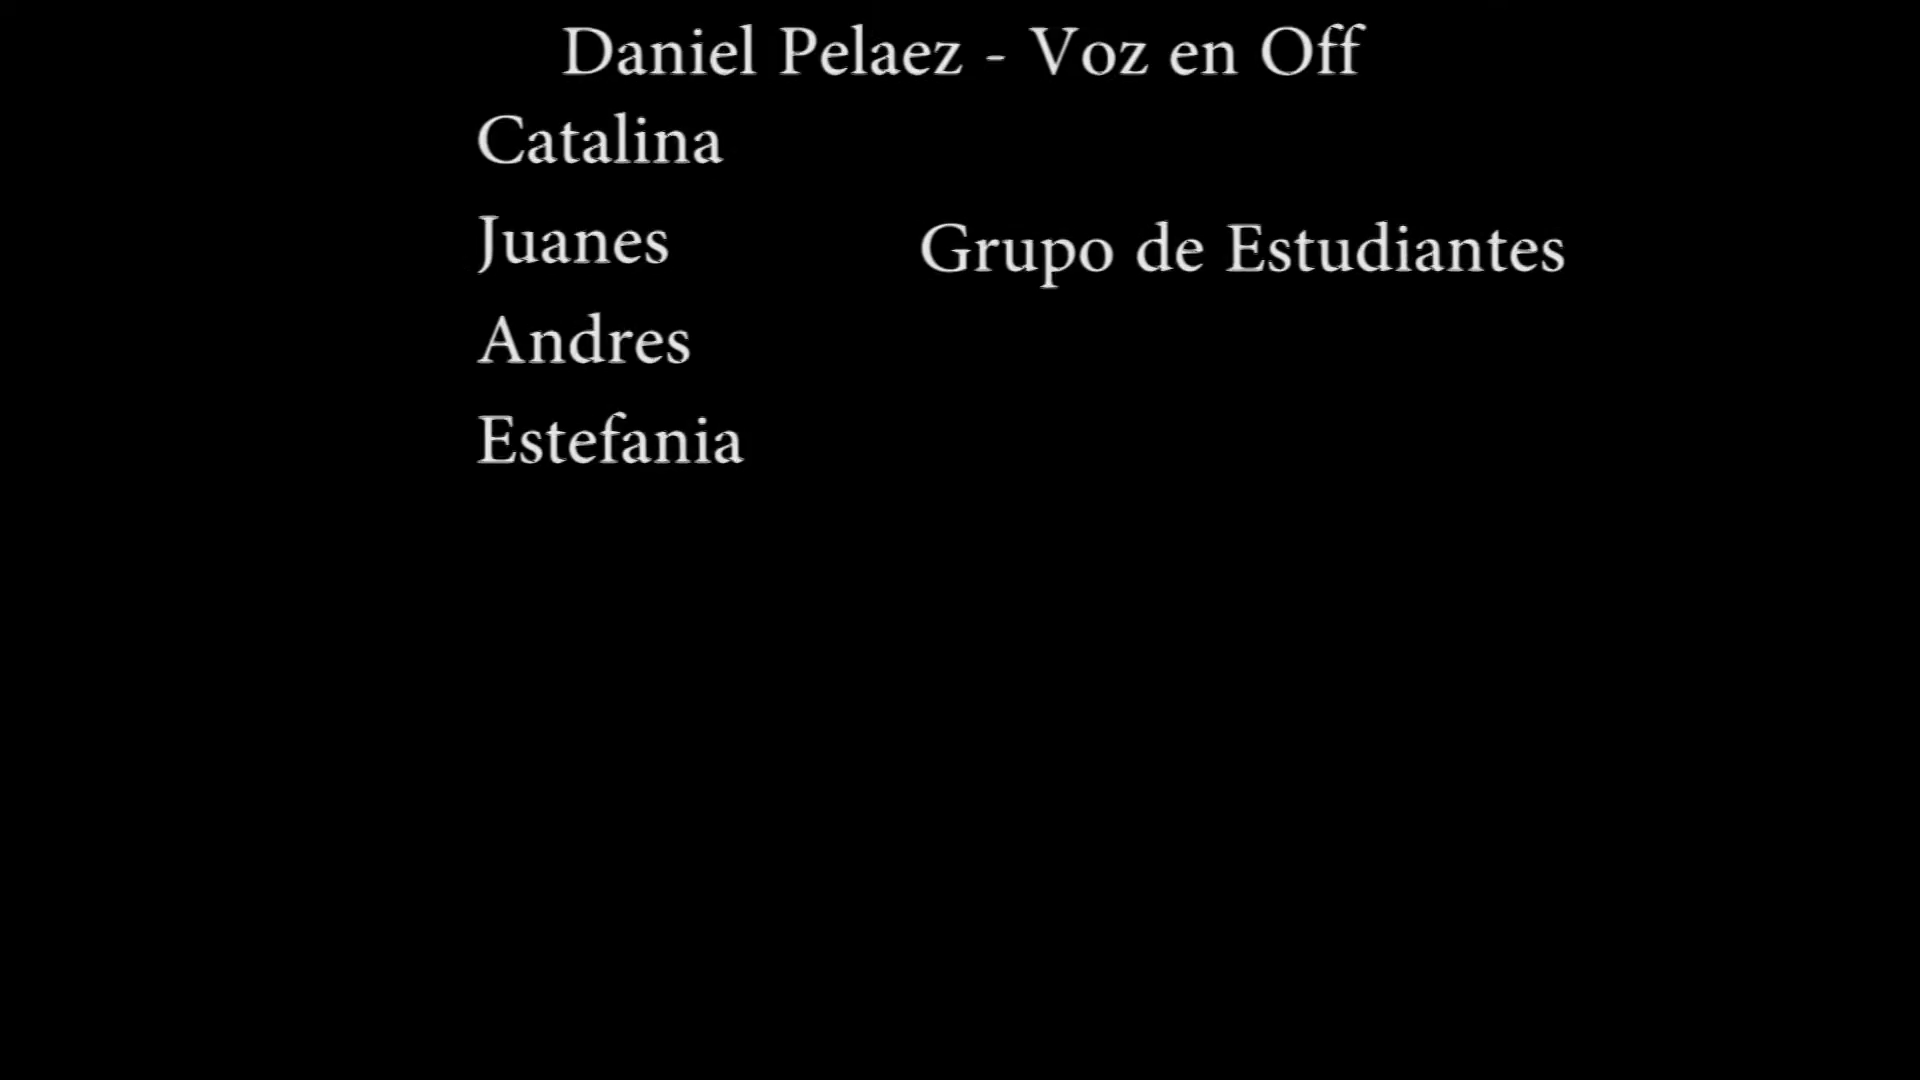 Daniel Pelaez - Voz en Off
Catalina
Juanes
Grupo de Estudiantes
Andres
Estefania